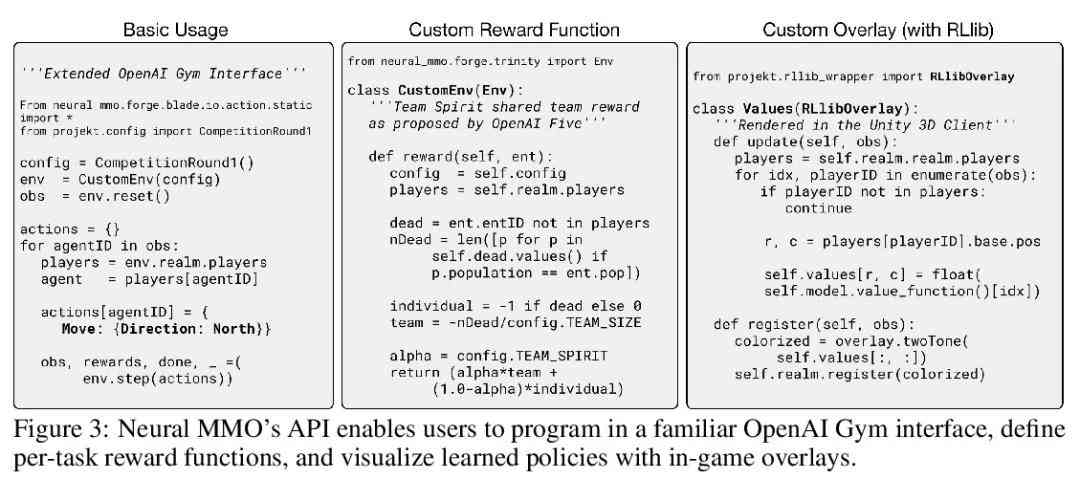 Basic Usage
'''Extended OpenAI Gym Interface'''
From neural_mmo.forge.blade.io.action.static
import *
from projekt.config import CompetitionRound1
config = CompetitionRound1()
env = CustomEnv(config)
obs = env.reset()
actions = {}
for agentID in obs:
players = env.realm.players
agent = players[agentID]
actions[agentID] = {
Move: {Direction: North}}
obs, rewards, done, _ =(
env.step(actions))
Custom Reward Function
from neural_mmo.forge.trinity import Env
class CustomEnv(Env):
'''Team Spirit shared team reward
as proposed by OpenAI Five'''
def reward(self, ent):
config = self.config
players = self.realm.players
dead = ent.entID not in players
nDead = len([p for p in
self.dead.values() if
p.population == ent.pop])
individual = -1 if dead else 0
team = -nDead/config.TEAM_SIZE
alpha = config.TEAM_SPIRIT
return (alpha*team +
(1.0-alpha)*individual)
Custom Overlay (with RLlib)
from projekt.rllib_wrapper import RLlibOverlay
class Values(RLlibOverlay):
'''Rendered in the Unity 3D Client'''
def update(self, obs):
players = self.realm.realm.players
for idx, playerID in enumerate(obs):
if playerID not in players:
continue
r, c = players[playerID].base.pos
self.values[r, c] = float(
self.model.value_function()[idx])
def register(self, obs):
colorized = overlay.twoTone(
self.values[:, :])
self.realm.register(colorized)
Figure 3: Neural MMO's API enables users to program in a familiar OpenAI Gym interface, define
per-task reward functions, and visualize learned policies with in-game overlays.